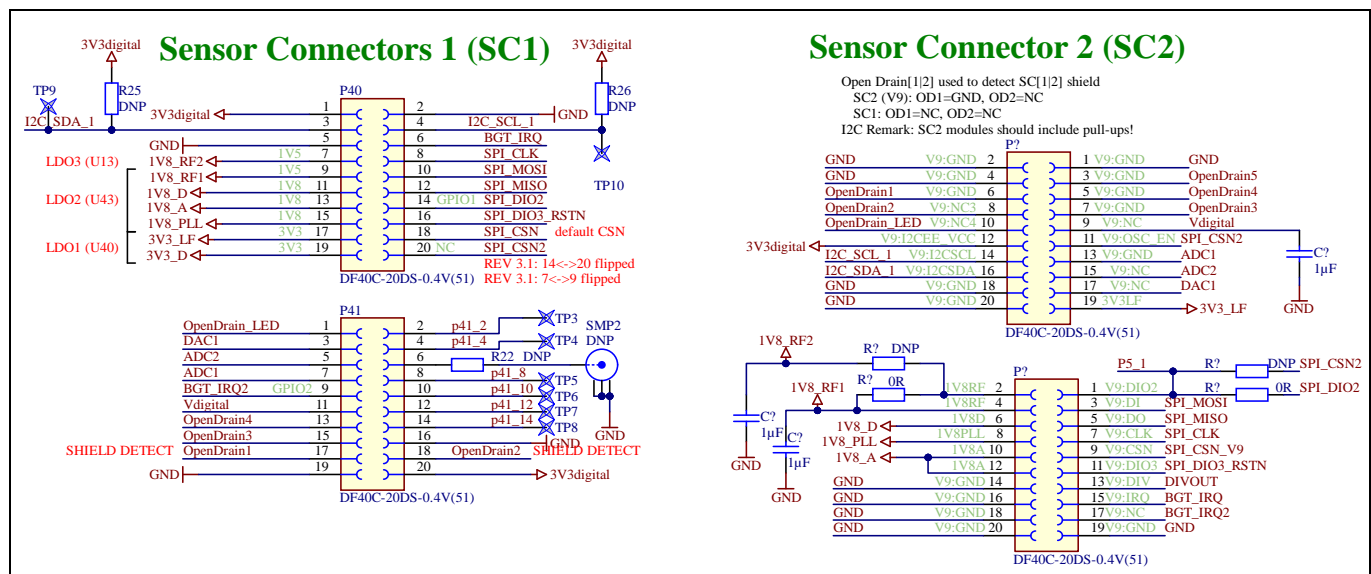 Sensor Connectors 1 (SC1)
3V3digital
3V3digital
TP9
R25
DNP
R26
DNP
P40
3V3digital 1 2 GND
I2C_SDA_1 3 4 I2C_SCL_1
GND 5 6 BGT_IRQ
LDO3 (U13) 1V8_RF2 1V5 7 8 SPI_CLK
1V8_RF1 1V5 9 10 SPI_MOSI
TP10
LDO2 (U43) 1V8_D 1V8 11 12 SPI_MISO
1V8_A 1V8 13 14 GPIO1 SPI_DIO2
1V8_PLL 1V8 15 16 SPI_DIO3_RSTN
3V3_LF 3V3 17 18 SPI_CSN default CSN
LDO1 (U40) 3V3_D 3V3 19 20 NC SPI_CSN2
REV 3.1: 14<->20 flipped
REV 3.1: 7<->9 flipped
DF40C-20DS-0.4V(51)
P41
OpenDrain_LED 1 2 p41_2 TP3
DAC1 3 4 p41_4 TP4
SMP2
DNP
ADC2 5 6 R22 DNP
ADC1 7 8 p41_8 TP5
BGT_IRQ2 GPIO2 9 10 p41_10 TP6
Vdigital 11 12 p41_12 TP7
OpenDrain4 13 14 p41_14 TP8
GND
OpenDrain3 15 16 GND
SHIELD DETECT OpenDrain1 17 18 OpenDrain2 SHIELD DETECT
GND 19 20 3V3digital
DF40C-20DS-0.4V(51)
Sensor Connector 2 (SC2)
Open Drain[1|2] used to detect SC[1|2] shield
SC2 (V9): OD1=GND, OD2=NC
SC1: OD1=NC, OD2=NC
I2C Remark: SC2 modules should include pull-ups!
P?
GND V9:GND 2 1 V9:GND GND
GND V9:GND 4 3 V9:GND OpenDrain5
OpenDrain1 V9:GND 6 5 V9:GND OpenDrain4
OpenDrain2 V9:NC3 8 7 V9:GND OpenDrain3
OpenDrain_LED V9:NC4 10 9 V9:NC Vdigital
3V3digital V9:I2CEE_VCC 12 11 V9:OSC_EN SPI_CSN2
I2C_SCL_1 V9:I2CSCL 14 13 V9:GND ADC1
C?
1µF
I2C_SDA_1 V9:I2CSDA 16 15 V9:NC ADC2
GND V9:GND 18 17 V9:NC DAC1
GND V9:GND 20 19 3V3LF 3V3_LF
GND
DF40C-20DS-0.4V(51)
1V8_RF2
R? DNP
1V8_RF1
R?
0R
P5_1
R? DNP SPI_CSN2
R? 0R SPI_DIO2
P?
1V8RF 2 1 V9:DIO2
1V8RF 4 3 V9:DI SPI_MOSI
C?
1µF
1V8_D 1V8D 6 5 V9:DO SPI_MISO
1V8_PLL 1V8PLL 8 7 V9:CLK SPI_CLK
C?
1µF
1V8_A 1V8A 10 9 V9:CSN SPI_CSN_V9
GND
1V8A 12 11 V9:DIO3 SPI_DIO3_RSTN
GND
GND V9:GND 14 13 V9:DIV DIVOUT
GND V9:GND 16 15 V9:IRQ BGT_IRQ
GND V9:GND 18 17 V9:NC BGT_IRQ2
GND V9:GND 20 19 V9:GND GND
DF40C-20DS-0.4V(51)